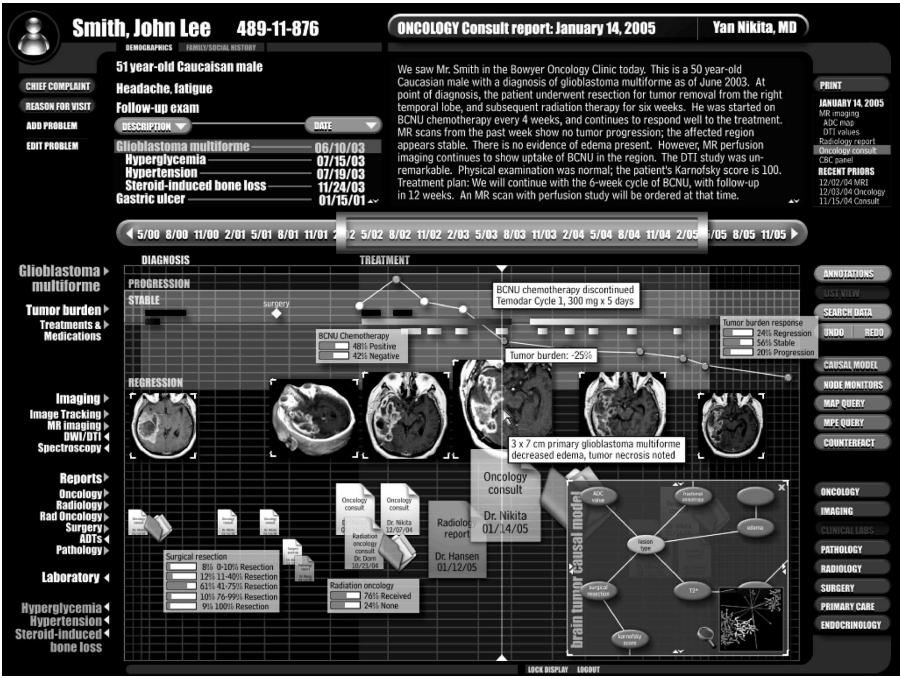 Smith, John Lee 489-11-876
ONCOLOGY Consult report: January 14, 2005
Yan Nikita, MD
DEMOGRAPHICS FAMILY/SOCIAL HISTORY
51 year-old Caucaisan male
Headache, fatigue
Follow-up exam
CHIEF COMPLAINT
REASON FOR VISIT
ADD PROBLEM
EDIT PROBLEM
DESCRIPTION DATE
Glioblastoma multiforme 06/10/03
Hyperglycemia 07/15/03
Hypertension 07/19/03
Steroid-induced bone loss 11/24/03
Gastric ulcer 01/15/01
We saw Mr. Smith in the Bowyer Oncology Clinic today. This is a 50 year-old
Caucasian male with a diagnosis of glioblastoma multiforme as of June 2003. At
point of diagnosis, the patient underwent resection for tumor removal from the right
temporal lobe, and subsequent radiation therapy for six weeks. He was started on
BCNU chemotherapy every 4 weeks, and continues to respond well to the treatment.
MR scans from the past week show no tumor progression; the affected region
appears stable. There is no evidence of edema present. However, MR perfusion
imaging continues to show uptake of BCNU in the region. The DTI study was un-
remarkable. Physical examination was normal; the patient's Karnofsky score is 100.
Treatment plan: We will continue with the 6-week cycle of BCNU, with follow-up
in 12 weeks. An MR scan with perfusion study will be ordered at that time.
PRINT
JANUARY 14, 2005
MR imaging
ADC map
DTI values
Radiology report
Oncology consult
CBC panel
RECENT PRIORS
12/02/04 MRI
12/03/04 Oncology
11/15/04 Consult
5/00 8/00 11/00 2/01 5/01 8/01 11/01 2/02 5/02 8/02 11/02 2/03 5/03 8/03 11/03 2/04 5/04 8/04 11/04 2/05 5/05 8/05 11/05
DIAGNOSIS TREATMENT
Glioblastoma
multiforme
Tumor burden
Treatments &
Medications
Imaging
Image Tracking
MR imaging
DWI/DTI
Spectroscopy
Reports
Oncology
Radiology
Rad Oncology
Surgery
ADTs
Pathology
Laboratory
Hyperglycemia
Hypertension
Steroid-induced
bone loss
PROGRESSION
STABLE
surgery
REGRESSION
BCNU chemotherapy discontinued
Temodar Cycle 1, 300 mg x 5 days
BCNU Chemotherapy
48% Positive
42% Negative
Tumor burden: -25%
Tumor burden response
24% Regression
56% Stable
20% Progression
3 x 7 cm primary glioblastoma multiforme
decreased edema, tumor necrosis noted
Oncology
consult
Oncology
consult
Dr. Nikita
12/07/04
Radiation
oncology
consult
Dr. Dorn
10/23/04
Radiology
report
Dr. Hansen
01/12/05
Oncology
consult
Dr. Nikita
01/14/05
Surgical resection
8% 0-10% Resection
12% 11-40% Resection
61% 41-75% Resection
10% 76-99% Resection
9% 100% Resection
Radiation oncology
76% Received
24% None
brain tumor causal model
ADC
value
fractional
anisotropy
edema
lesion
type
surgical
resection
T2*
karnofsky
score
X
ANNOTATIONS
LIST VIEW
SEARCH DATA
UNDO REDO
CAUSAL MODEL
NODE MONITORS
MAP QUERY
MPE QUERY
COUNTERFACT
ONCOLOGY
IMAGING
CLINICAL LABS
PATHOLOGY
RADIOLOGY
SURGERY
PRIMARY CARE
ENDOCRINOLOGY
LOCK DISPLAY LOGOUT